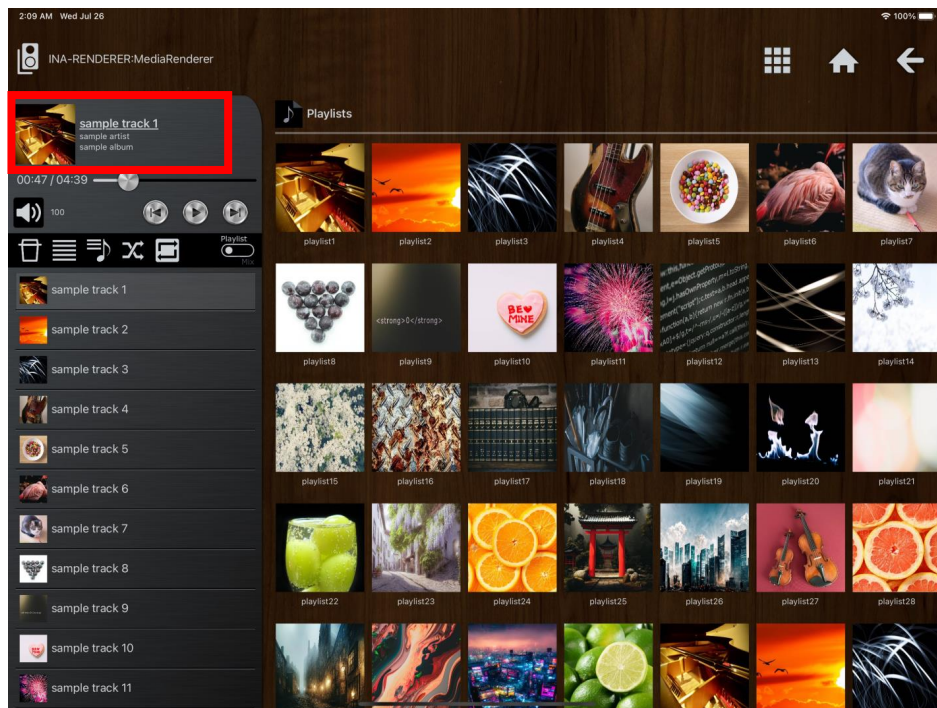 2:09 AM Wed Jul 26
100%
INA-RENDERER:MediaRenderer
sample track 1
sample artist
sample album
00:47 / 04:39
100
Playlist
Mix
sample track 1
sample track 2
sample track 3
sample track 4
sample track 5
sample track 6
sample track 7
sample track 8
sample track 9
sample track 10
sample track 11
Playlists
playlist1
playlist2
playlist3
playlist4
playlist5
playlist6
playlist7
<strong>0</strong>
BE
MINE
playlist8
playlist9
playlist10
playlist11
playlist12
playlist13
playlist14
playlist15
playlist16
playlist17
playlist18
playlist19
playlist20
playlist21
playlist22
playlist23
playlist24
playlist25
playlist26
playlist27
playlist28